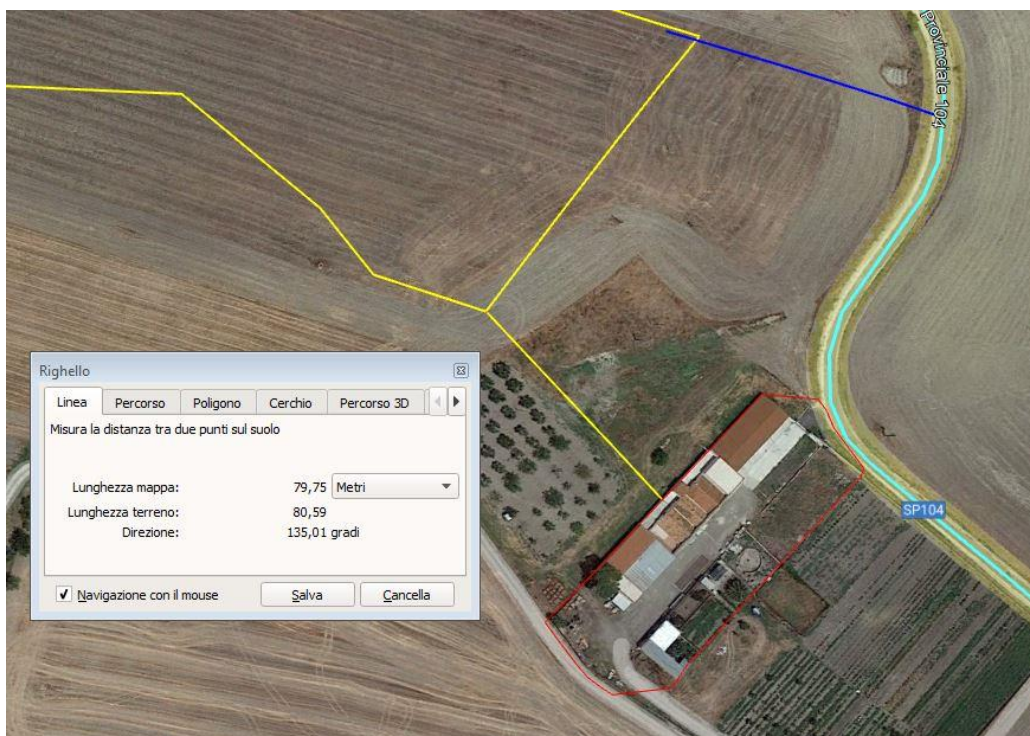 Provinciale 104
Righello
Linea Percorso Poligono Cerchio Percorso 3D
Misura la distanza tra due punti sul suolo
Lunghezza mappa: 79,75 Metri
Lunghezza terreno: 80,59
Direzione: 135,01 gradi
Navigazione con il mouse Salva Cancella
SP104